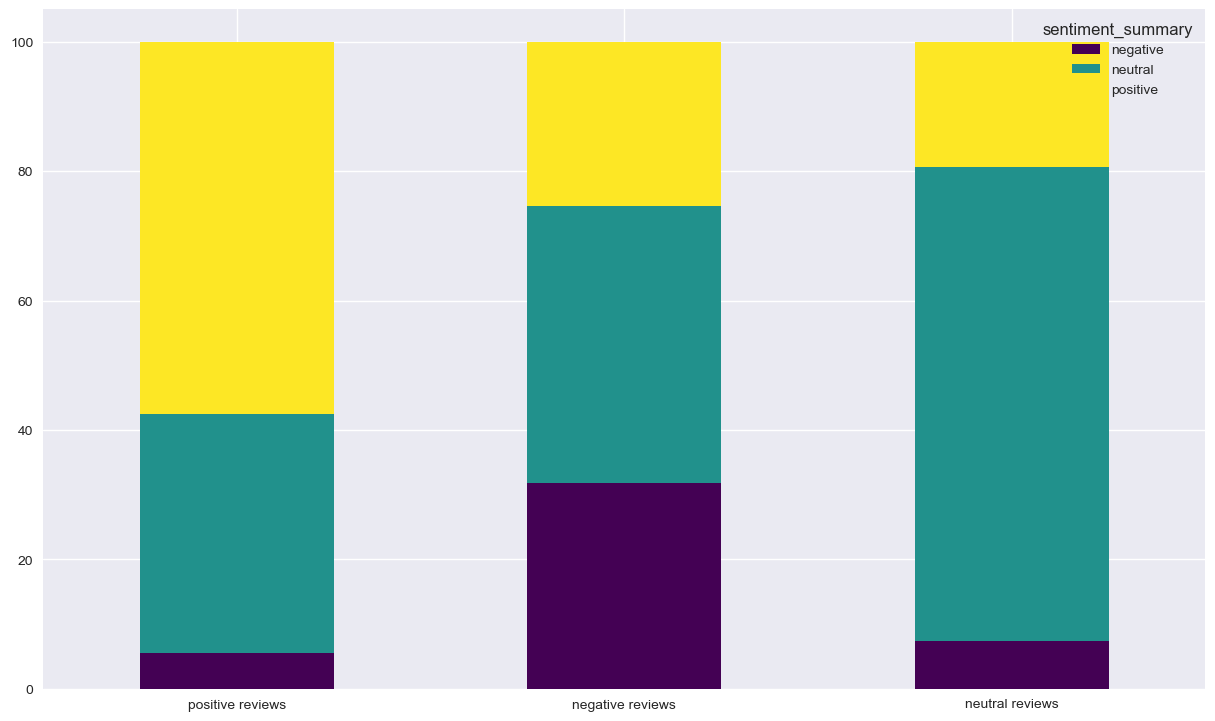 sentiment_summary
negative
neutral
positive
100
80
60
40
20
0
positive reviews
negative reviews
neutral reviews